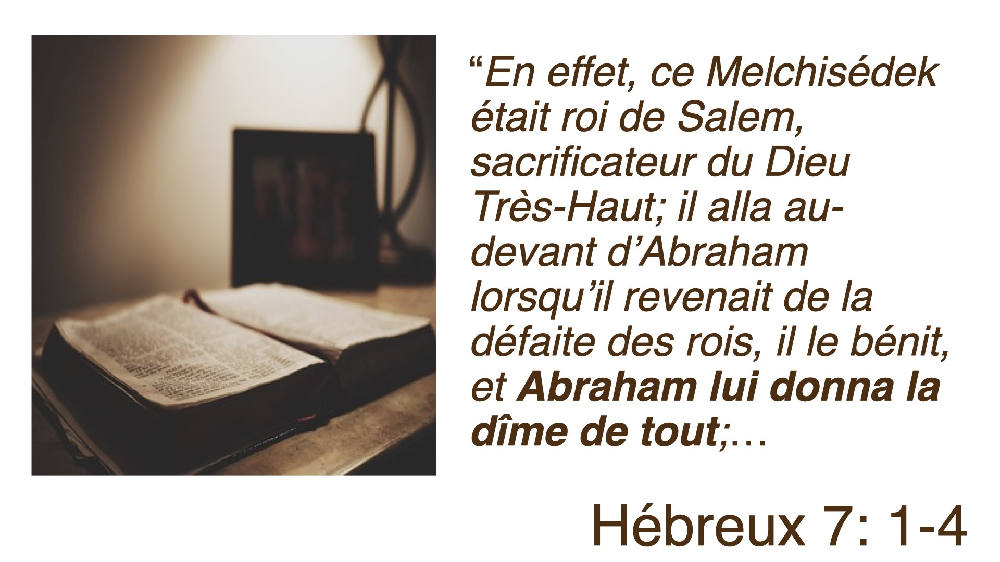 “En effet, ce Melchisédek
était roi de Salem,
sacrificateur du Dieu
Très-Haut; il alla au-
devant d’Abraham
lorsqu’il revenait de la
défaite des rois, il le bénit,
et Abraham lui donna la
dîme de tout;…
Hébreux 7: 1-4